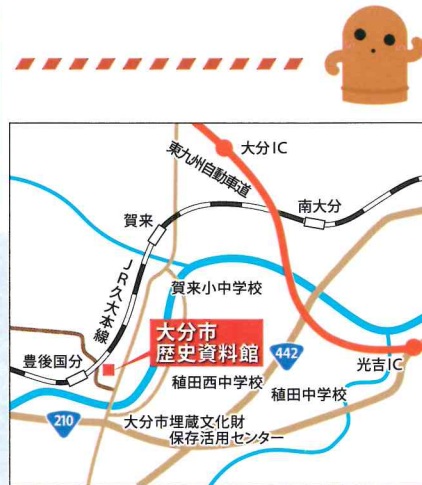 大分IC
東九州自動車道
南大分
賀来
JR久大本線
賀来小中学校
大分市
歴史資料館
豊後国分
442
光吉IC
稙田西中学校
稙田中学校
210
大分市埋蔵文化財
保存活用センター